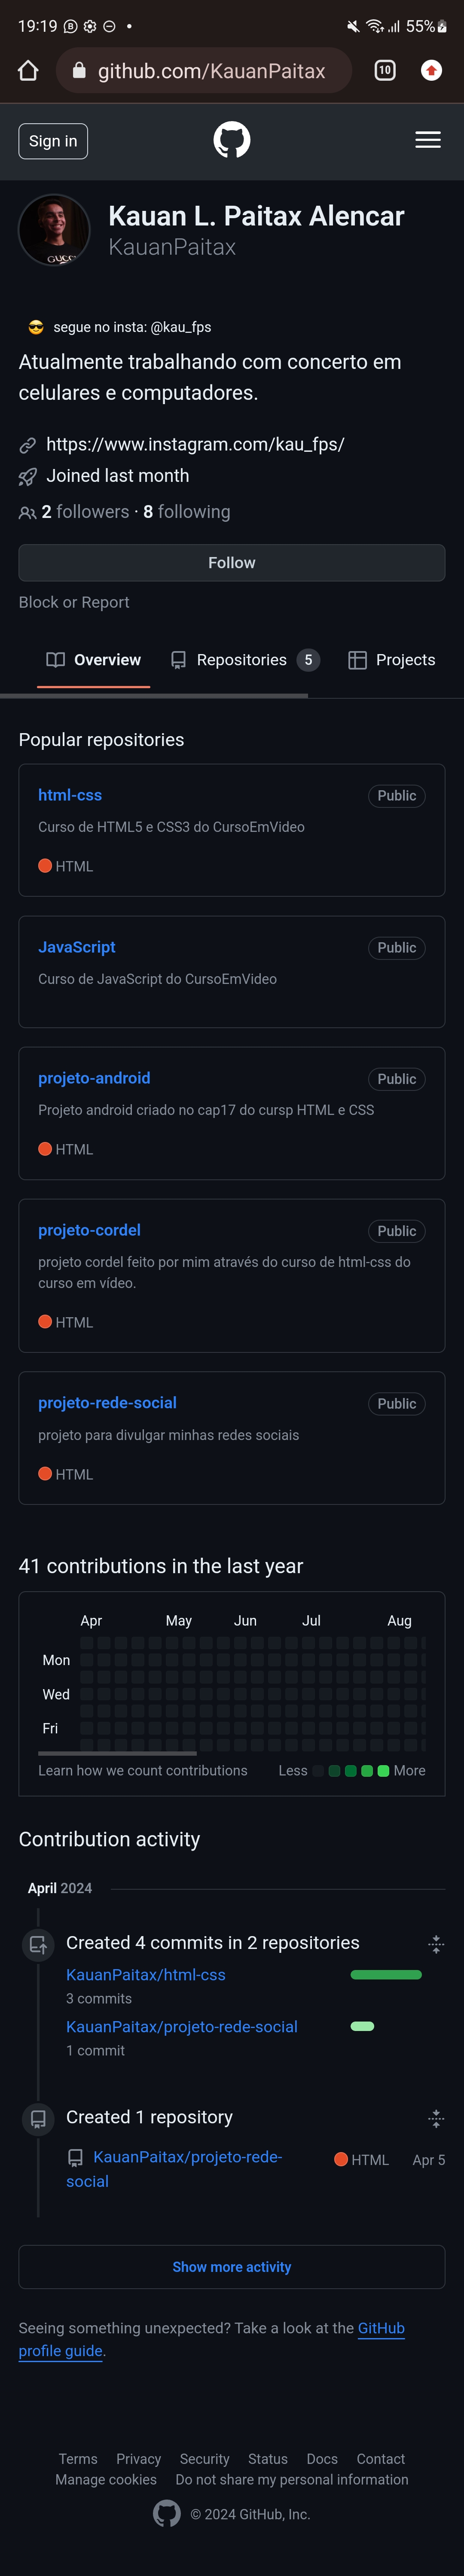 19:19
55%
github.com/KauanPaitax
10
Sign in
GUCCI
Kauan L. Paitax Alencar
KauanPaitax
😎 segue no insta: @kau_fps
Atualmente trabalhando com concerto em
celulares e computadores.
https://www.instagram.com/kau_fps/
Joined last month
2 followers · 8 following
Follow
Block or Report
Overview Repositories 5 Projects
Popular repositories
html-css Public
Curso de HTML5 e CSS3 do CursoEmVideo
HTML
JavaScript Public
Curso de JavaScript do CursoEmVideo
projeto-android Public
Projeto android criado no cap17 do cursp HTML e CSS
HTML
projeto-cordel Public
projeto cordel feito por mim através do curso de html-css do
curso em vídeo.
HTML
projeto-rede-social Public
projeto para divulgar minhas redes sociais
HTML
41 contributions in the last year
Apr May Jun Jul Aug
Mon
Wed
Fri
Learn how we count contributions Less More
Contribution activity
April 2024
Created 4 commits in 2 repositories
KauanPaitax/html-css
3 commits
KauanPaitax/projeto-rede-social
1 commit
Created 1 repository
KauanPaitax/projeto-rede- HTML Apr 5
social
Show more activity
Seeing something unexpected? Take a look at the GitHub
profile guide.
Terms Privacy Security Status Docs Contact
Manage cookies Do not share my personal information
© 2024 GitHub, Inc.